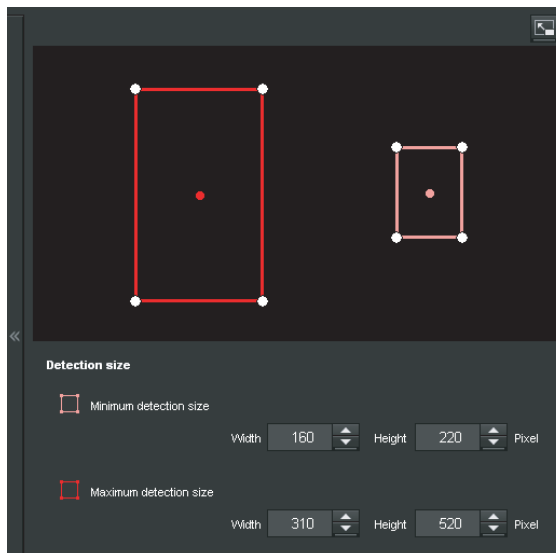 Detection size
Minimum detection size
Width 160 Height 220 Pixel
Maximum detection size
Width 310 Height 520 Pixel